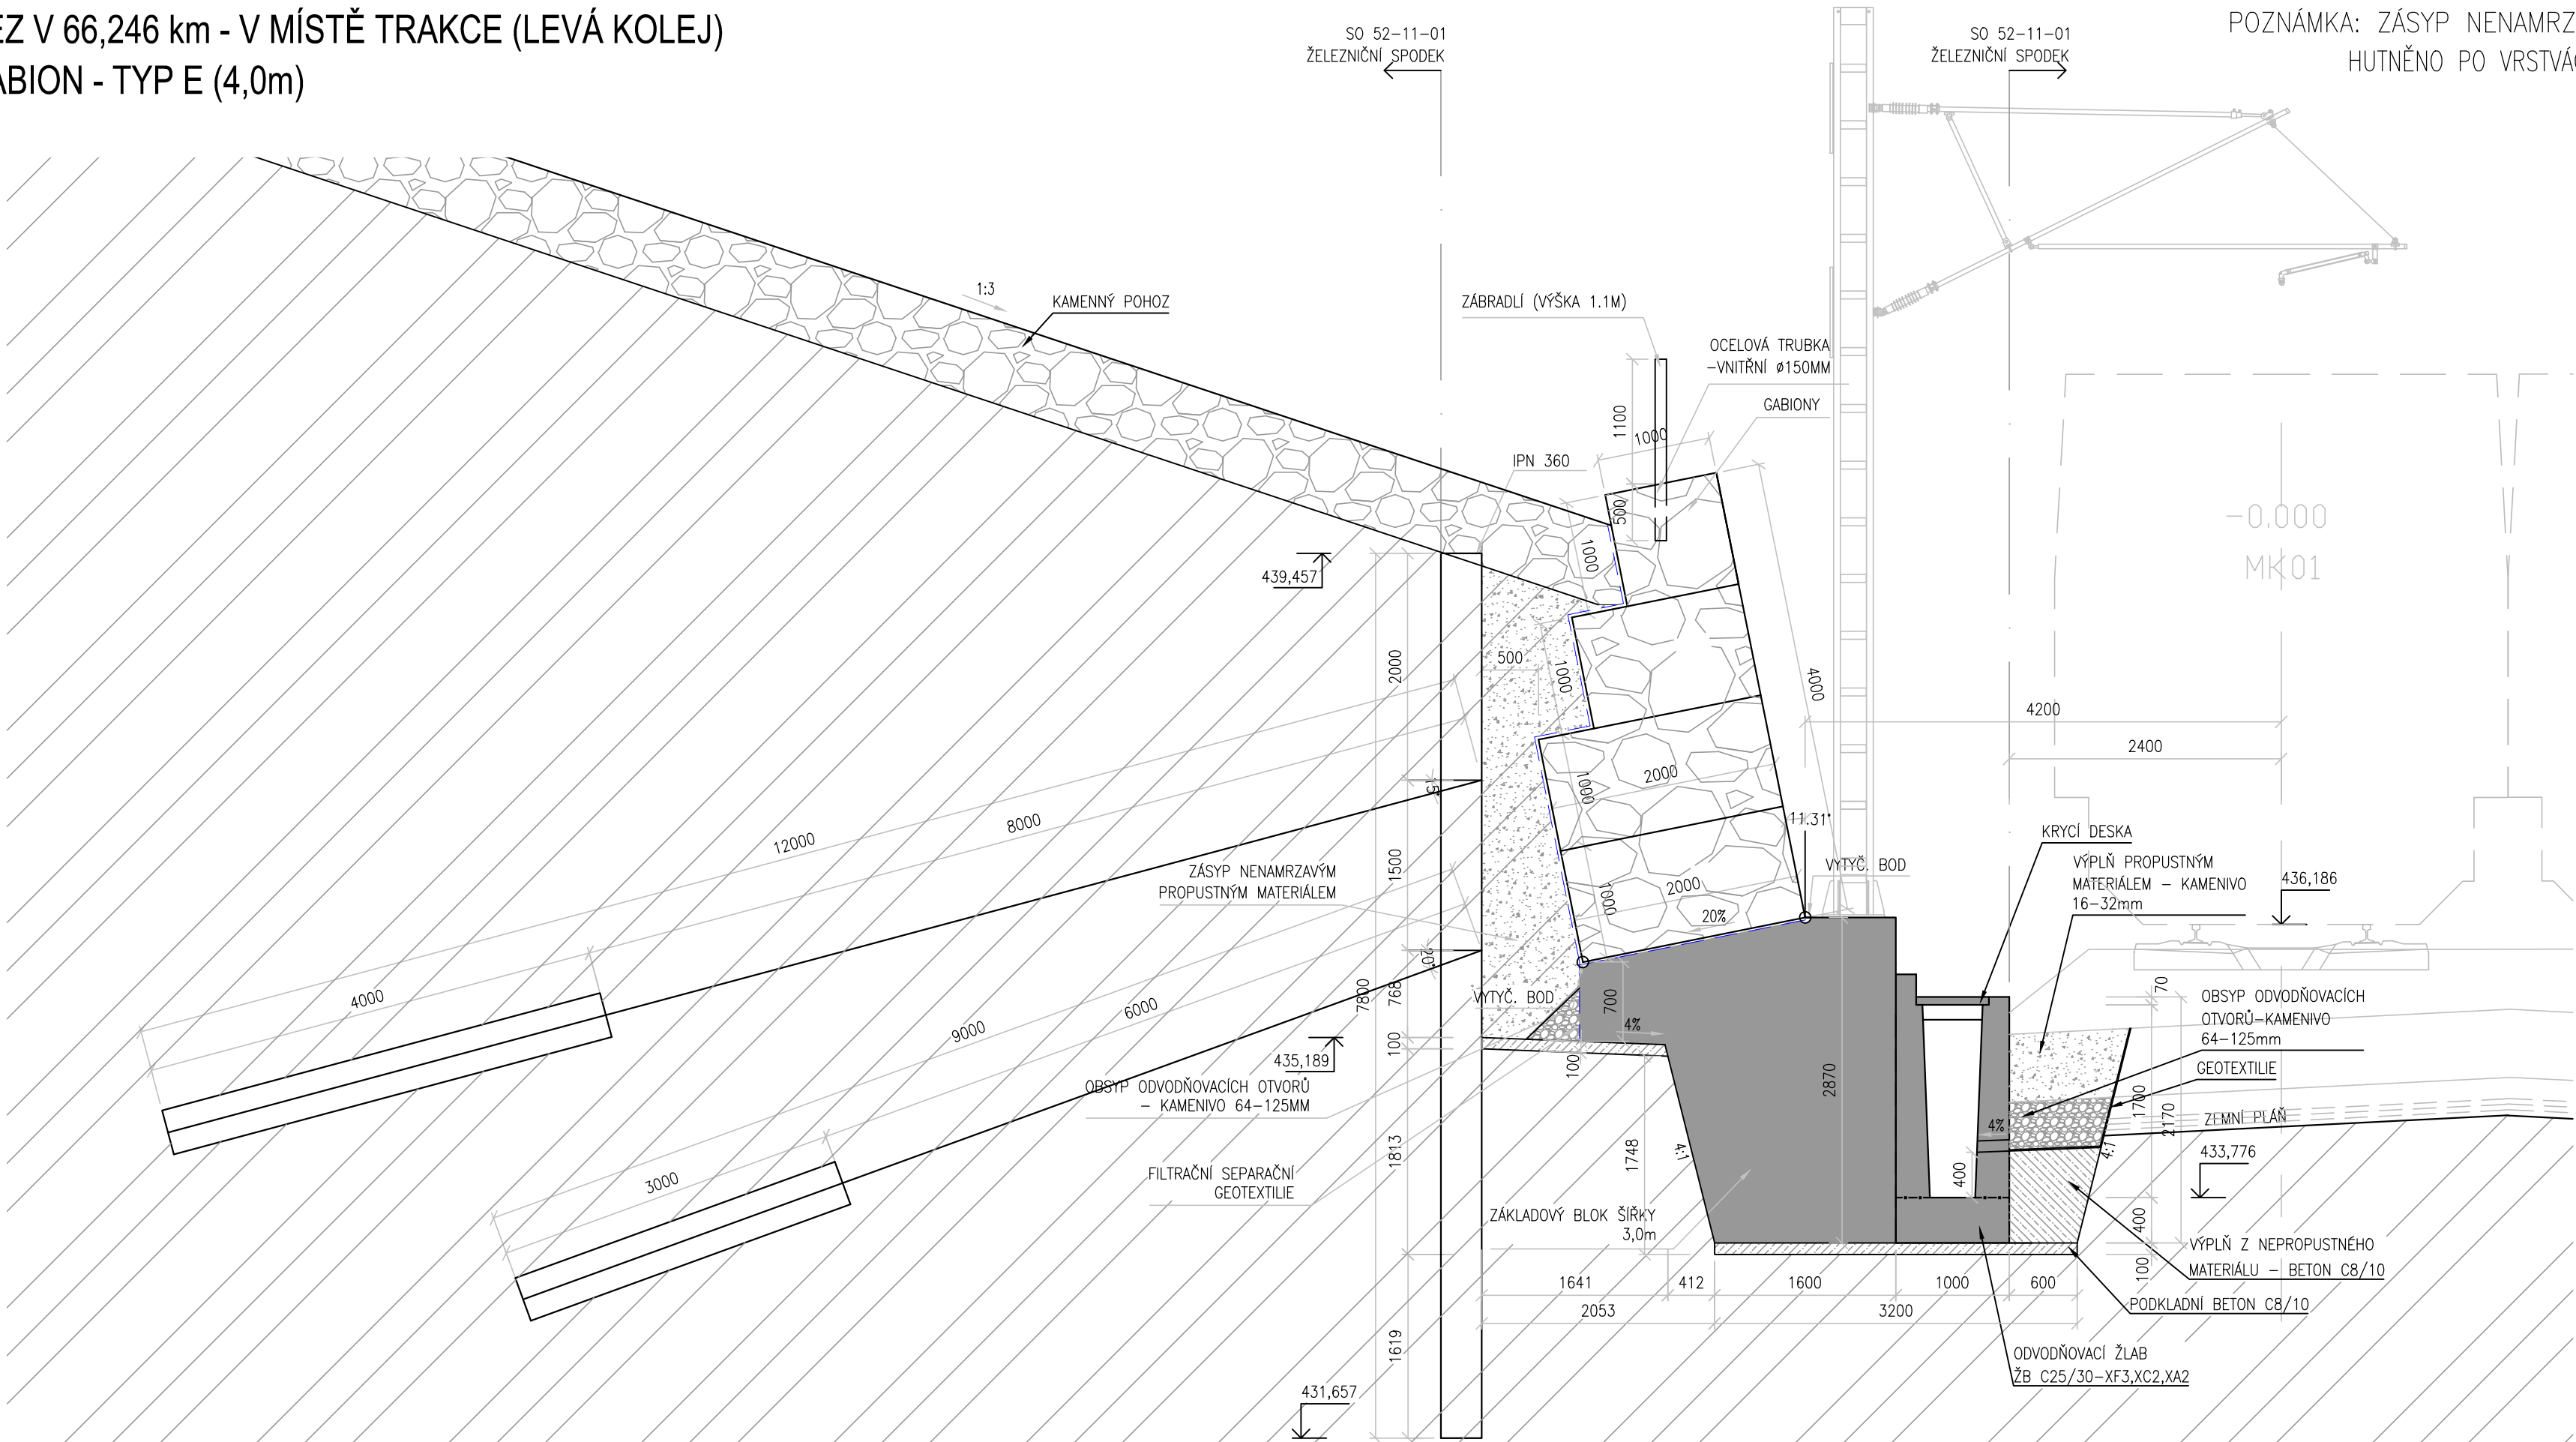 EZ V 66,246 km - V MÍSTĚ TRAKCE (LEVÁ KOLEJ)
ABION - TYP E (4,0m)
SO 52-11-01
ŽELEZNIČNÍ SPODEK
SO 52-11-01
ŽELEZNIČNÍ SPODEK
POZNÁMKA: ZÁSYP NENAMRZ
HUTNĚNO PO VRSTVÁ
1:3
KAMENNÝ POHOZ
ZÁBRADLÍ (VÝŠKA 1.1M)
OCELOVÁ TRUBKA
-VNITŘNÍ ø150MM
GABIONY
1100
1000
IPN 360
500
1000
439,457
-0.000
MK01
2000
500
1000
4000
4200
2400
1000
2000
15°
11.31°
12000
8000
1500
ZÁSYP NENAMRZAVÝM
PROPUSTNÝM MATERIÁLEM
1000
2000
20%
VYTYČ. BOD
KRYCÍ DESKA
VÝPLŇ PROPUSTNÝM
MATERIÁLEM - KAMENIVO
16-32mm
436,186
20°
4000
9000
6000
7800
768
VYTYČ. BOD
700
4%
70
OBSYP ODVODŇOVACÍCH
OTVORŮ-KAMENIVO
64-125mm
GEOTEXTILIE
100
435,189
100
OBSYP ODVODŇOVACÍCH OTVORŮ
- KAMENIVO 64-125MM
2870
1700
2170
4%
ZEMNÍ PLÁŇ
4:1
433,776
3000
1813
1748
4:1
400
FILTRAČNÍ SEPARAČNÍ
GEOTEXTILIE
ZÁKLADOVÝ BLOK ŠÍŘKY
3,0m
400
VÝPLŇ Z NEPROPUSTNÉHO
MATERIÁLU - BETON C8/10
100
1641
412
1600
1000
600
2053
3200
PODKLADNÍ BETON C8/10
1619
ODVODŇOVACÍ ŽLAB
ŽB C25/30-XF3,XC2,XA2
431,657